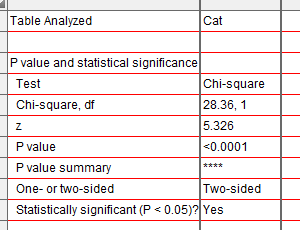 Table Analyzed Cat
P value and statistical significance
Test Chi-square
Chi-square, df 28.36, 1
z 5.326
P value <0.0001
P value summary ****
One- or two-sided Two-sided
Statistically significant (P < 0.05)? Yes